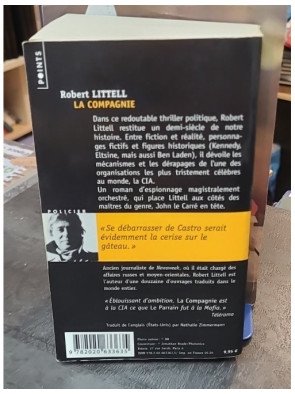 POINTS
Robert LITTELL
LA COMPAGNIE
Dans ce redoutable thriller politique, Robert
Littell restitue un demi-siècle de notre
histoire. Entre fiction et réalité, personna-
ges fictifs et figures historiques (Kennedy,
Eltsine, mais aussi Ben Laden), il dévoile les
mécanismes et les dérapages de l'une des
organisations les plus tristement célèbres
au monde, la CIA.
Un roman d'espionnage magistralement
orchestré, qui place Littell aux côtés des
maîtres du genre, John le Carré en tête.
POLICIER
« Se débarrasser de Castro serait
évidemment la cerise sur le
gâteau. »
Ancien journaliste de Newsweek, où il était chargé des
affaires russes et moyen-orientales, Robert Littell est
l'auteur d'une douzaine d'ouvrages traduits dans le
monde entier.
« Éblouissant d'ambition. La Compagnie est
à la CIA ce que Le Parrain fut à la Mafia. »
Télérama
Traduit de l'anglais (États-Unis) par Nathalie Zimmermann
9 782020 633635
9,95 €